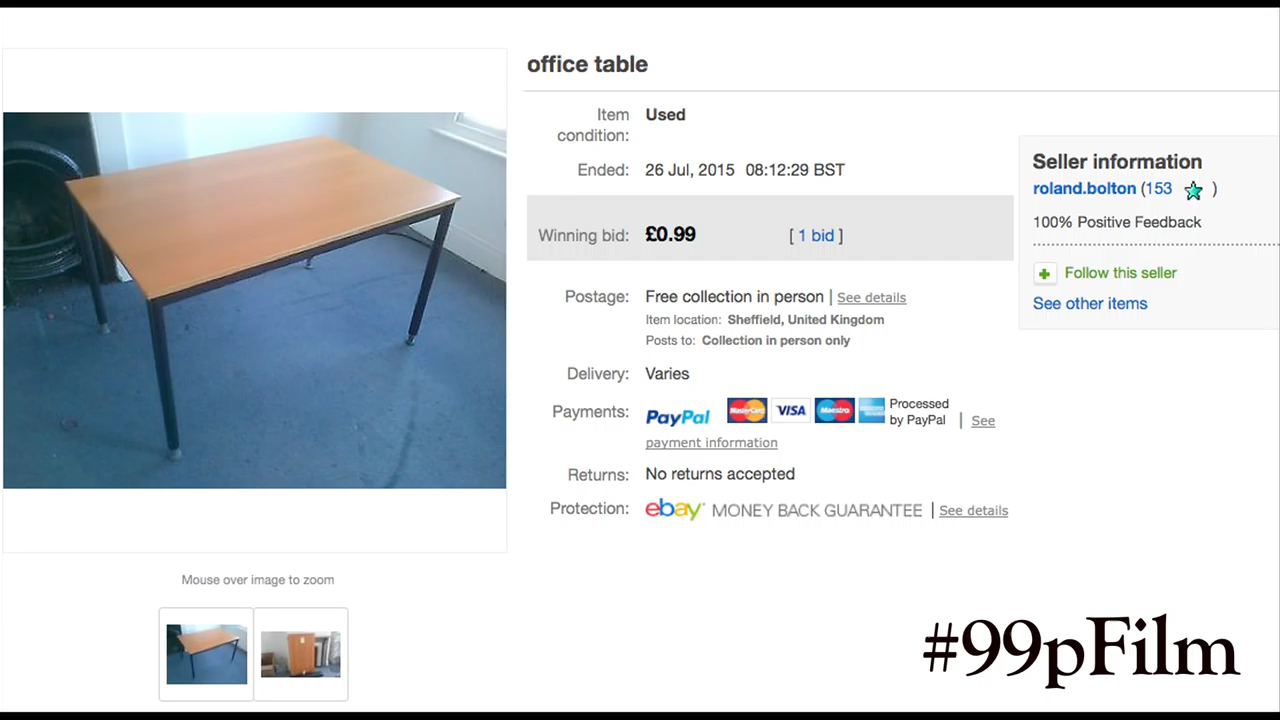 office table
Item condition: Used
Ended: 26 Jul, 2015 08:12:29 BST
Winning bid: £0.99 [ 1 bid ]
Postage: Free collection in person | See details
Item location: Sheffield, United Kingdom
Posts to: Collection in person only
Delivery: Varies
Payments: PayPal MasterCard VISA Maestro AMERICAN EXPRESS Processed by PayPal | See payment information
Returns: No returns accepted
Protection: ebay MONEY BACK GUARANTEE | See details
Seller information
roland.bolton (153 )
100% Positive Feedback
Follow this seller
See other items
Mouse over image to zoom
#99pFilm